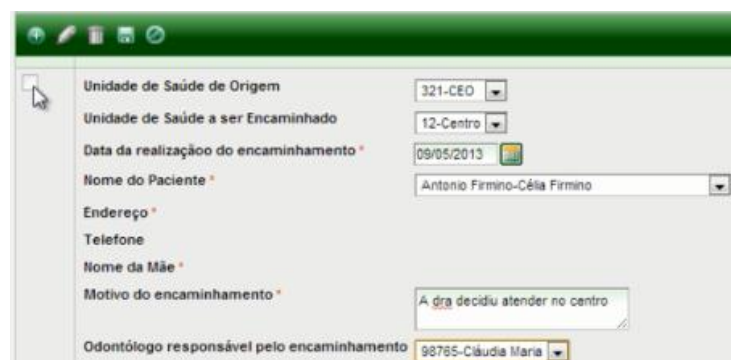 Unidade de Saúde de Origem 321-CEO
Unidade de Saúde a ser Encaminhado 12-Centro
Data da realizaçãoo do encaminhamento * 09/05/2013
Nome do Paciente * Antonio Firmino-Célia Firmino
Endereço *
Telefone
Nome da Mãe *
Motivo do encaminhamento * A dra decidiu atender no centro
Odontólogo responsável pelo encaminhamento 98765-Cláudia Maria